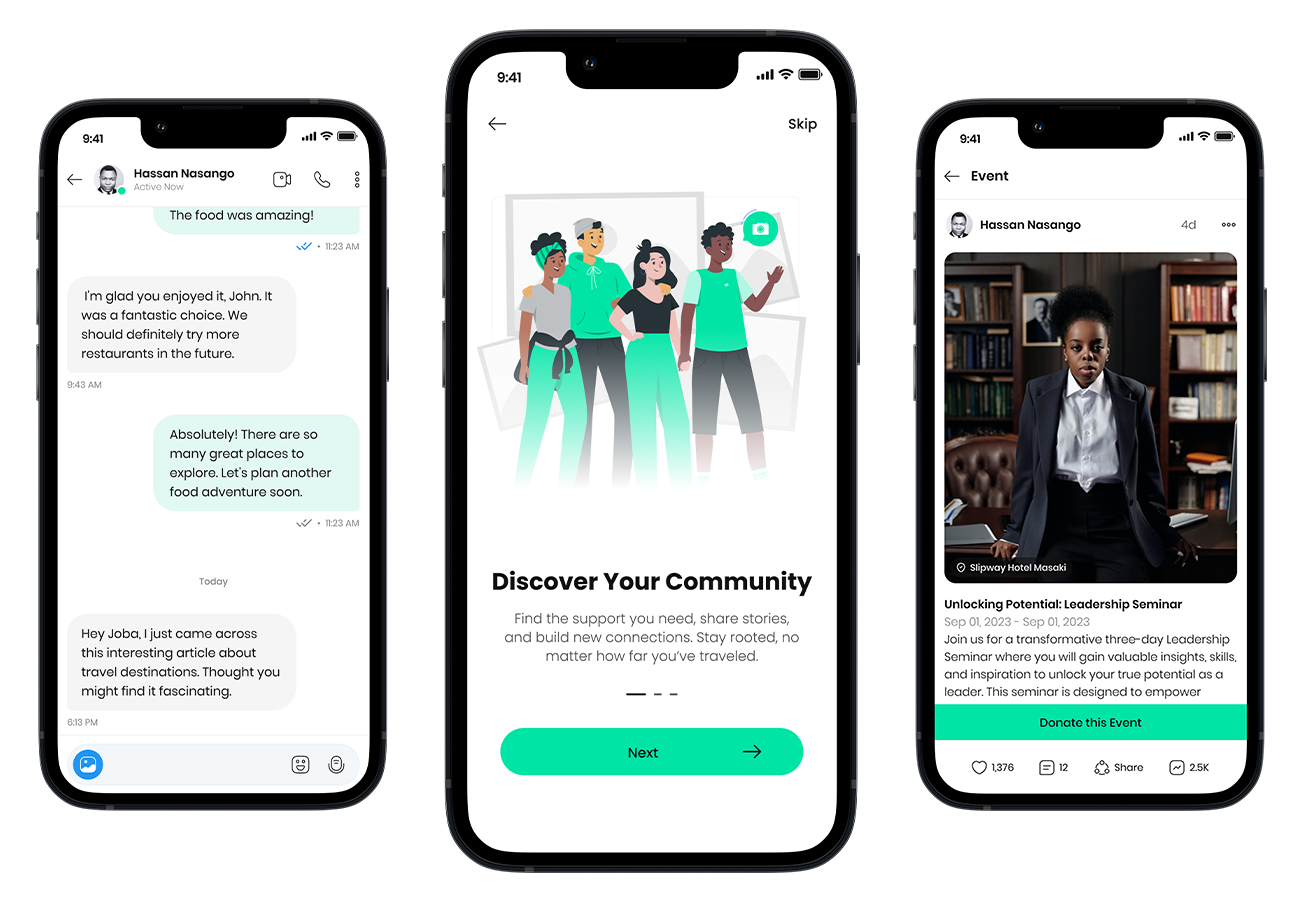 9:41
Hassan Nasango
Active Now
The food was amazing!
• 11:23 AM
I'm glad you enjoyed it, John. It
was a fantastic choice. We
should definitely try more
restaurants in the future.
9:43 AM
Absolutely! There are so
many great places to
explore. Let's plan another
food adventure soon.
• 11:23 AM
Today
Hey Joba, I just came across
this interesting article about
travel destinations. Thought you
might find it fascinating.
6:13 PM
9:41
Skip
Discover Your Community
Find the support you need, share stories,
and build new connections. Stay rooted, no
matter how far you’ve traveled.
Next
9:41
Event
Hassan Nasango
4d
Slipway Hotel Masaki
Unlocking Potential: Leadership Seminar
Sep 01, 2023 - Sep 01, 2023
Join us for a transformative three-day Leadership
Seminar where you will gain valuable insights, skills,
and inspiration to unlock your true potential as a
leader. This seminar is designed to empower
Donate this Event
1,376
12
Share
2.5K